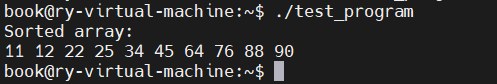 book@ry-virtual-machine:~$ ./test_program
Sorted array:
11 12 22 25 34 45 64 76 88 90
book@ry-virtual-machine:~$